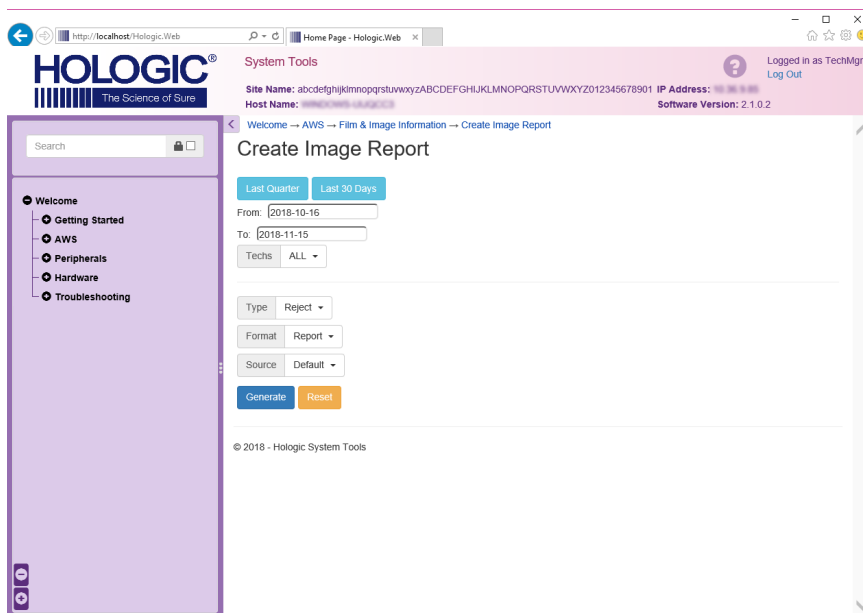 http://localhost/Hologic.Web
Home Page - Hologic.Web
HOLOGIC®
The Science of Sure
System Tools
Logged in as TechMgr
Log Out
Site Name: abcdefghijklmnopqrstuvwxyzABCDEFGHIJKLMNOPQRSTUVWXYZ012345678901 IP Address:
Host Name:
Software Version: 2.1.0.2
Welcome → AWS → Film & Image Information → Create Image Report
Search
Create Image Report
Last Quarter Last 30 Days
From: 2018-10-16
To: 2018-11-15
Techs ALL
Welcome
Getting Started
AWS
Peripherals
Hardware
Troubleshooting
Type Reject
Format Report
Source Default
Generate Reset
© 2018 - Hologic System Tools